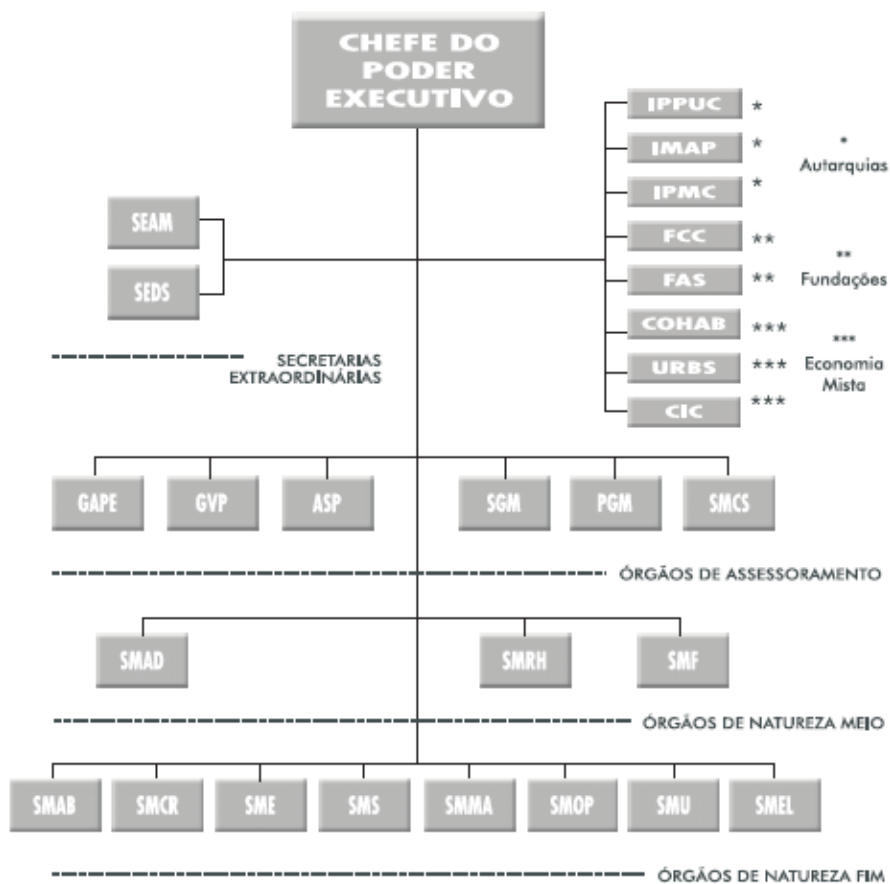 CHEFE DO
PODER
EXECUTIVO
IPPUC *
IMAP *
IPMC *
FCC **
FAS **
COHAB ***
URBS ***
CIC ***
*
Autarquias
**
Fundações
***
Economia
Mista
SEAM
SEDS
SECRETARIAS
EXTRAORDINÁRIAS
GAPE GVP ASP SGM PGM SMCS
ÓRGÃOS DE ASSESSORAMENTO
SMAD SMRH SMF
ÓRGÃOS DE NATUREZA MEIO
SMAB SMCR SME SMS SMMA SMOP SMU SMEL
ÓRGÃOS DE NATUREZA FIM